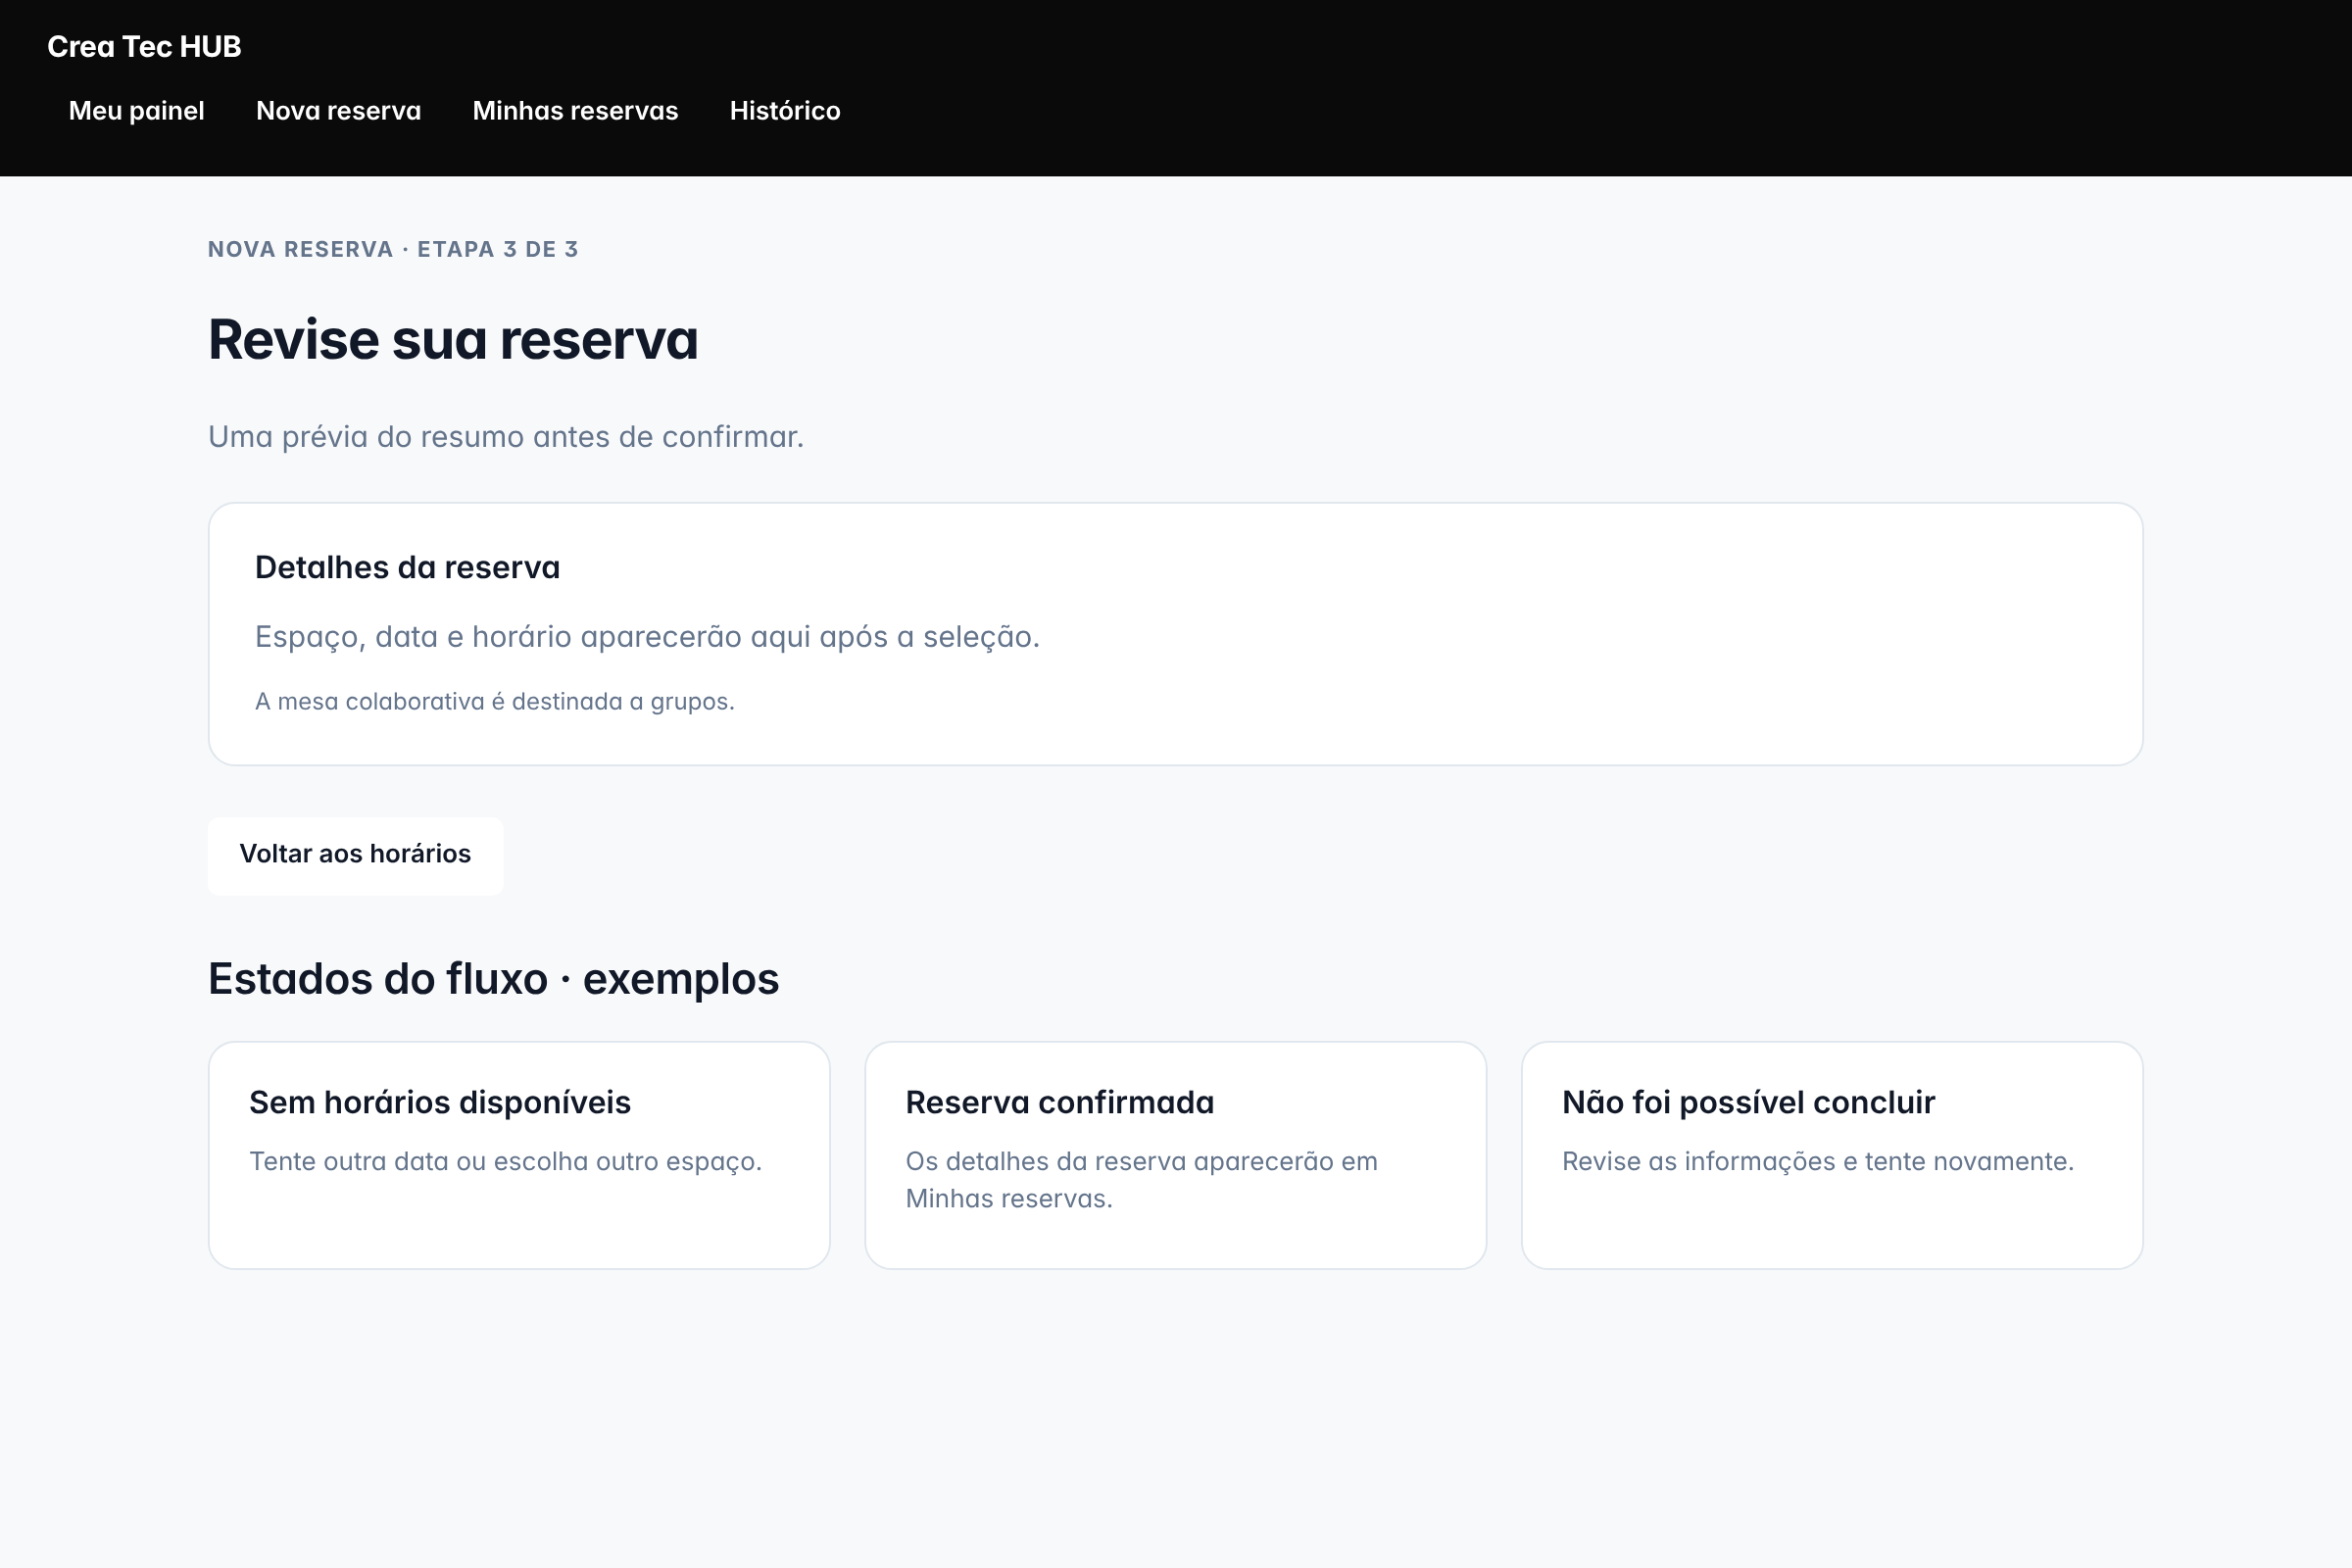 Crea Tec HUB
Meu painel Nova reserva Minhas reservas Histórico
NOVA RESERVA · ETAPA 3 DE 3
Revise sua reserva
Uma prévia do resumo antes de confirmar.
Detalhes da reserva
Espaço, data e horário aparecerão aqui após a seleção.
A mesa colaborativa é destinada a grupos.
Voltar aos horários
Estados do fluxo · exemplos
Sem horários disponíveis
Tente outra data ou escolha outro espaço.
Reserva confirmada
Os detalhes da reserva aparecerão em
Minhas reservas.
Não foi possível concluir
Revise as informações e tente novamente.